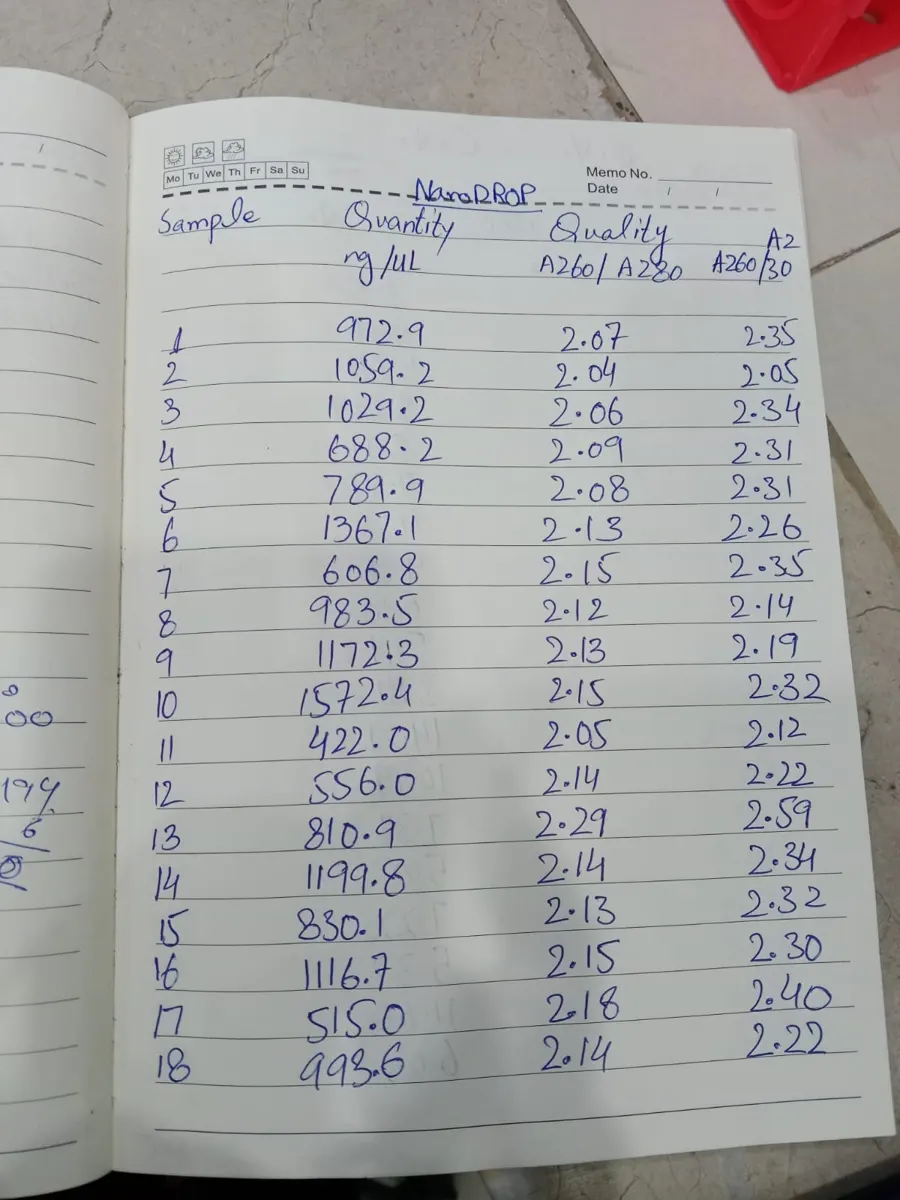 Mo Tu We Th Fr Sa Su
Memo No.
Date / /
NanoDROP
Sample Quantity Quality A2
ng/uL A260/A280 A260/30
1 972.9 2.07 2.35
2 1059.2 2.04 2.05
3 1029.2 2.06 2.34
4 688.2 2.09 2.31
5 789.9 2.08 2.31
6 1367.1 2.13 2.26
7 606.8 2.15 2.35
8 983.5 2.12 2.14
9 1172.3 2.13 2.19
10 1572.4 2.15 2.32
11 422.0 2.05 2.12
12 556.0 2.14 2.22
13 810.9 2.29 2.59
14 1199.8 2.14 2.34
15 830.1 2.13 2.32
16 1116.7 2.15 2.30
17 515.0 2.18 2.40
18 993.6 2.14 2.22